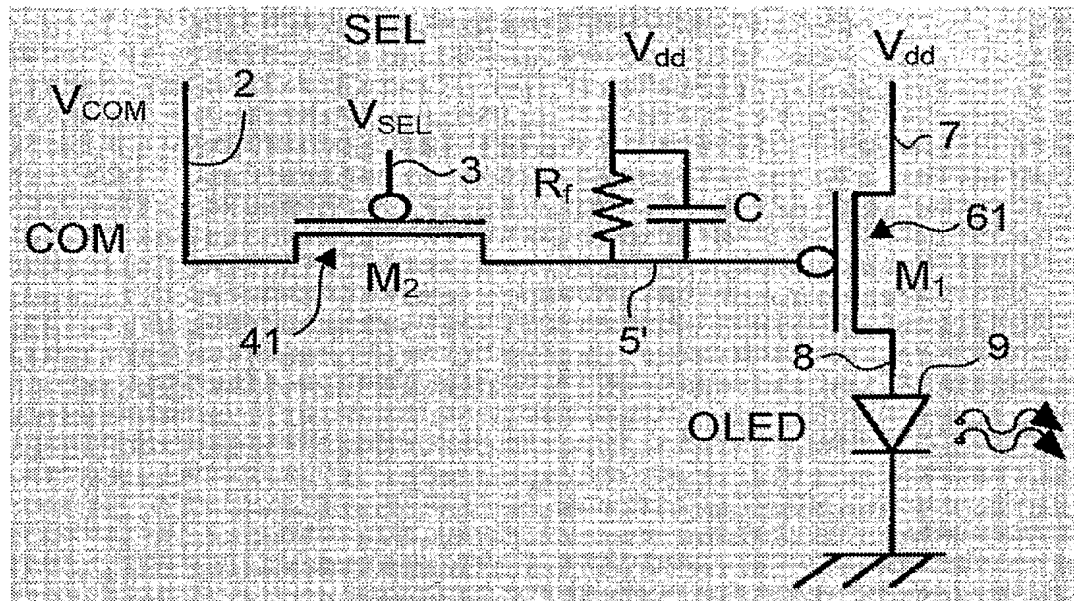 SEL
V_dd
V_dd
V_COM
2
V_SEL
3
7
R_f
C
61
COM
M_2
M_1
41
5'
8
9
OLED